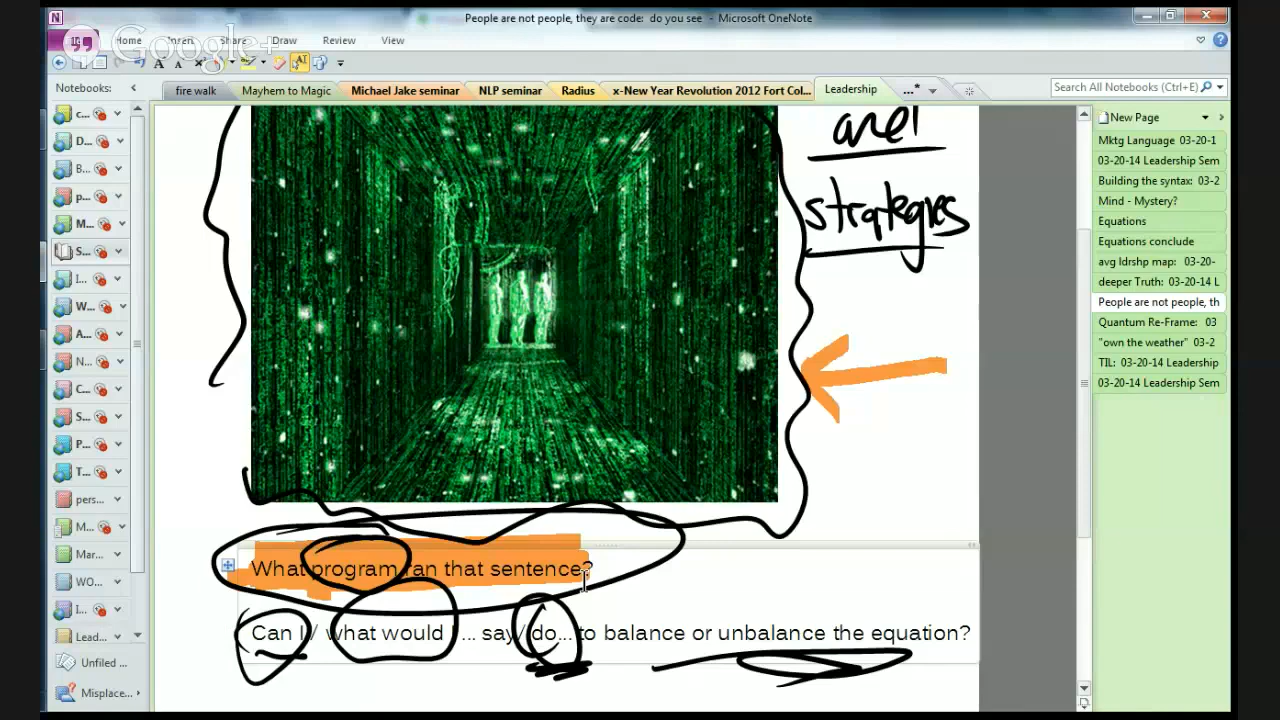 People are not people, they are code: do you see - Microsoft OneNote
Google+
Home Insert Share Draw Review View
Notebooks:
fire walk
Mayhem to Magic
Michael Jake seminar
NLP seminar
Radius
x-New Year Revolution 2012 Fort Col...
Leadership
...*
Search All Notebooks (Ctrl+E)
C...
D...
B...
p...
M...
S...
I...
W...
A...
N...
C...
S...
P...
T...
pers...
M...
Mar...
WO...
I...
Lead...
Unfiled ...
Misplace...
and
strategies
What program ran that sentence?
Can I / what would I ... say/ do... to balance or unbalance the equation?
New Page
Mktg Language 03-20-1
03-20-14 Leadership Sem
Building the syntax: 03-2
Mind - Mystery?
Equations
Equations conclude
avg ldrshp map: 03-20-
deeper Truth: 03-20-14 L
People are not people, th
Quantum Re-Frame: 03
"own the weather" 03-2
TIL: 03-20-14 Leadership
03-20-14 Leadership Sem